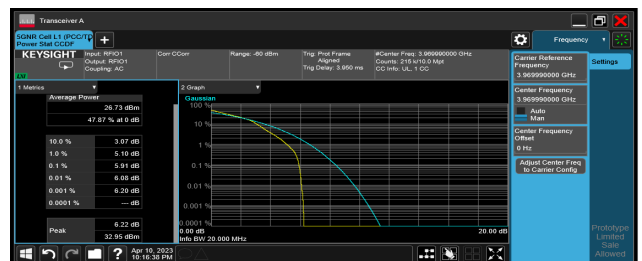 Transceiver A
SGNR Cell L1 (PCC/T
Power Stat CCDF
Frequency
KEYSIGHT
LXI
Input: RFIO1
Output: RFIO1
Coupling: AC
Corr CCorr
Range: -60 dBm
Trig: Prot Frame
Aligned
Trig Delay: 3.950 ms
#Center Freq: 3.969990000 GHz
Counts: 215 k/10.0 Mpt
CC Info: UL, 1 CC
Carrier Reference
Frequency
3.969990000 GHz
Settings
Center Frequency
3.969990000 GHz
Auto
Man
Center Frequency
Offset
0 Hz
Adjust Center Freq
to Carrier Config
1 Metrics
Average Power
26.73 dBm
47.87 % at 0 dB
10.0 % 3.07 dB
1.0 % 5.10 dB
0.1 % 5.91 dB
0.01 % 6.08 dB
0.001 % 6.20 dB
0.0001 % --- dB
Peak
6.22 dB
32.95 dBm
2 Graph
Gaussian
100 %
10 %
1 %
0.1 %
0.01 %
0.001 %
0.0001 %
0.00 dB 20.00 dB
Info BW 20.000 MHz
Prototype
Limited
Sale
Allowed
Apr 10, 2023
10:16:38 PM